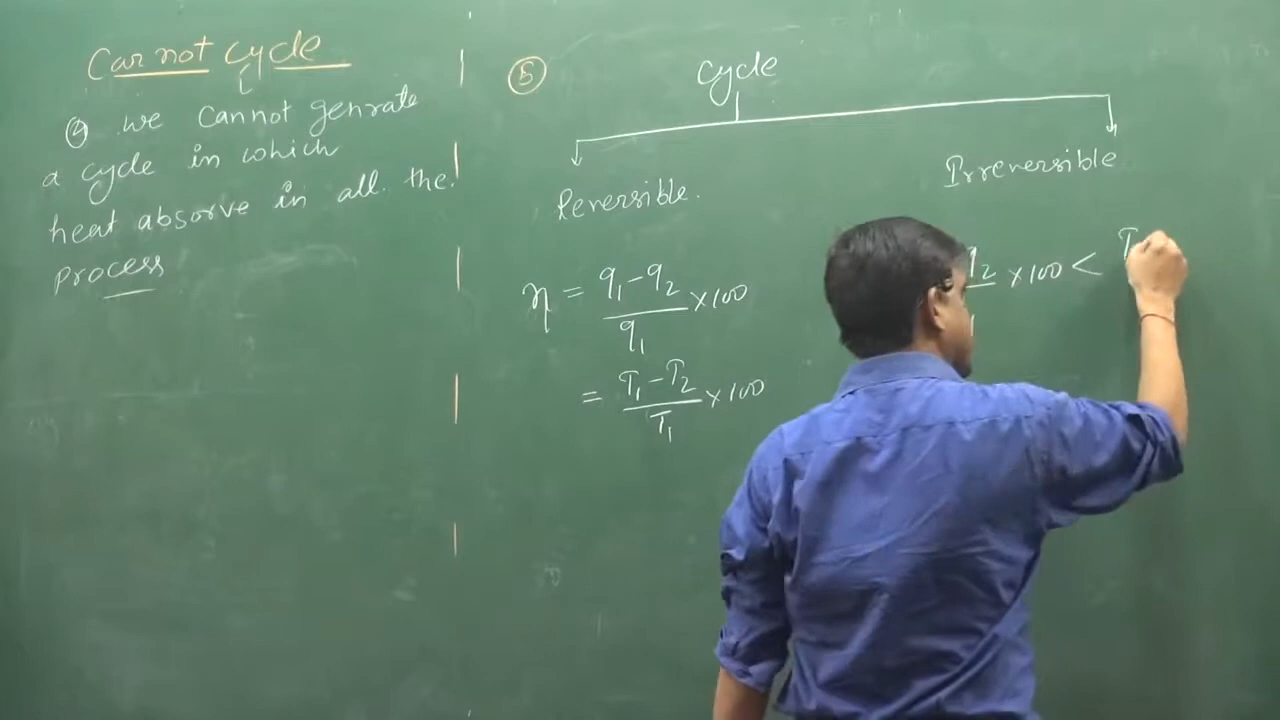 Carnot cycle
④ we cannot genrate
a cycle in which
heat absorve in all the
process
⑤
Cycle
Reversible.
Irreversible
η = q₁-q₂/q₁ ×100
= T₁-T₂/T₁ ×100
q₂ ×100 < T